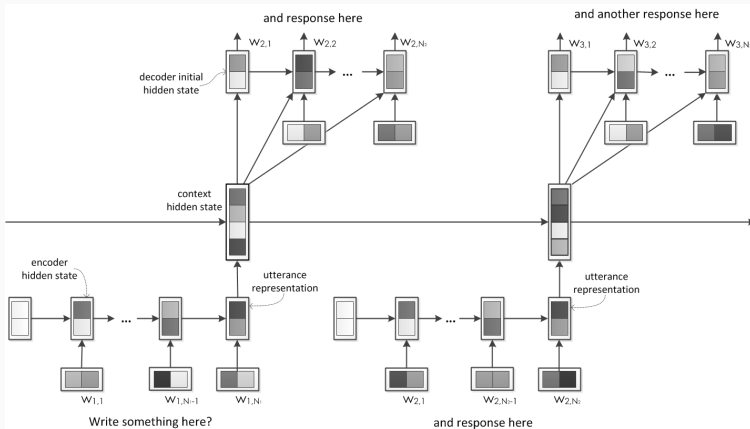 and response here
and another response here
w2,1
w2,2
w2,N₂
w3,1
w3,2
w3,N
decoder initial
hidden state
...
...
context
hidden state
encoder
hidden state
utterance
representation
utterance
representation
...
...
w1,1
w1,N₁-1
w1,N₁
w2,1
w2,N₂-1
w2,N₂
Write something here?
and response here